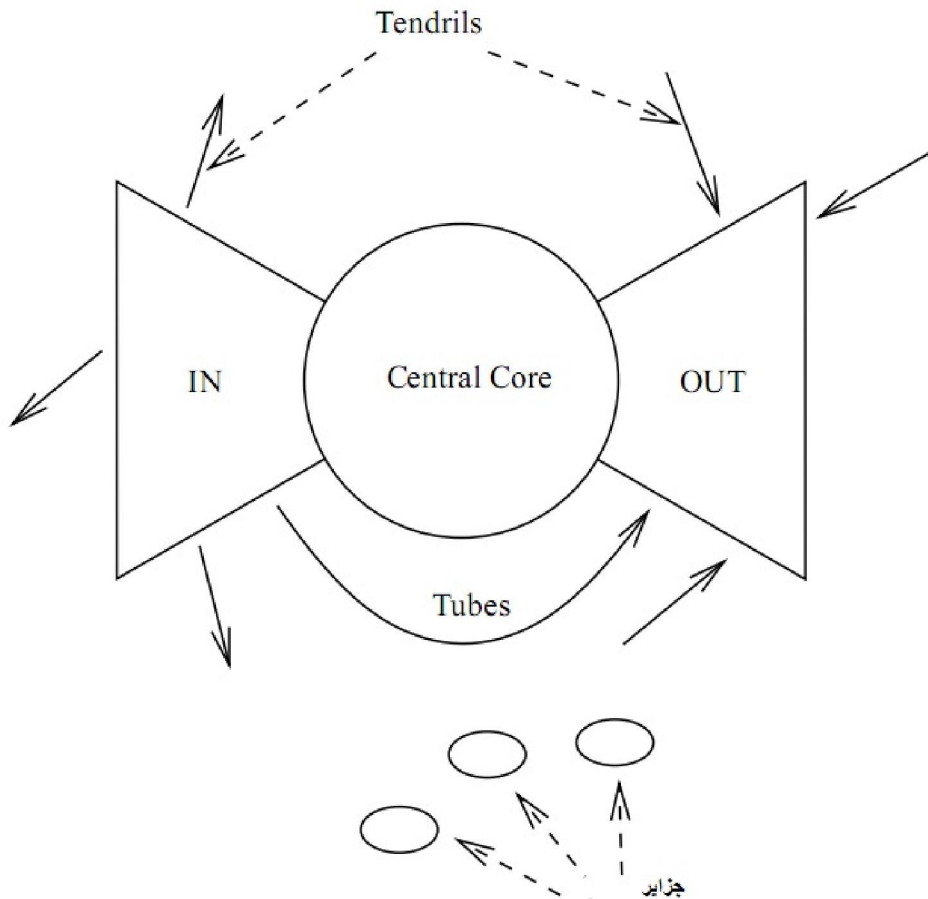 Tendrils
IN
Central Core
OUT
Tubes
جزایر